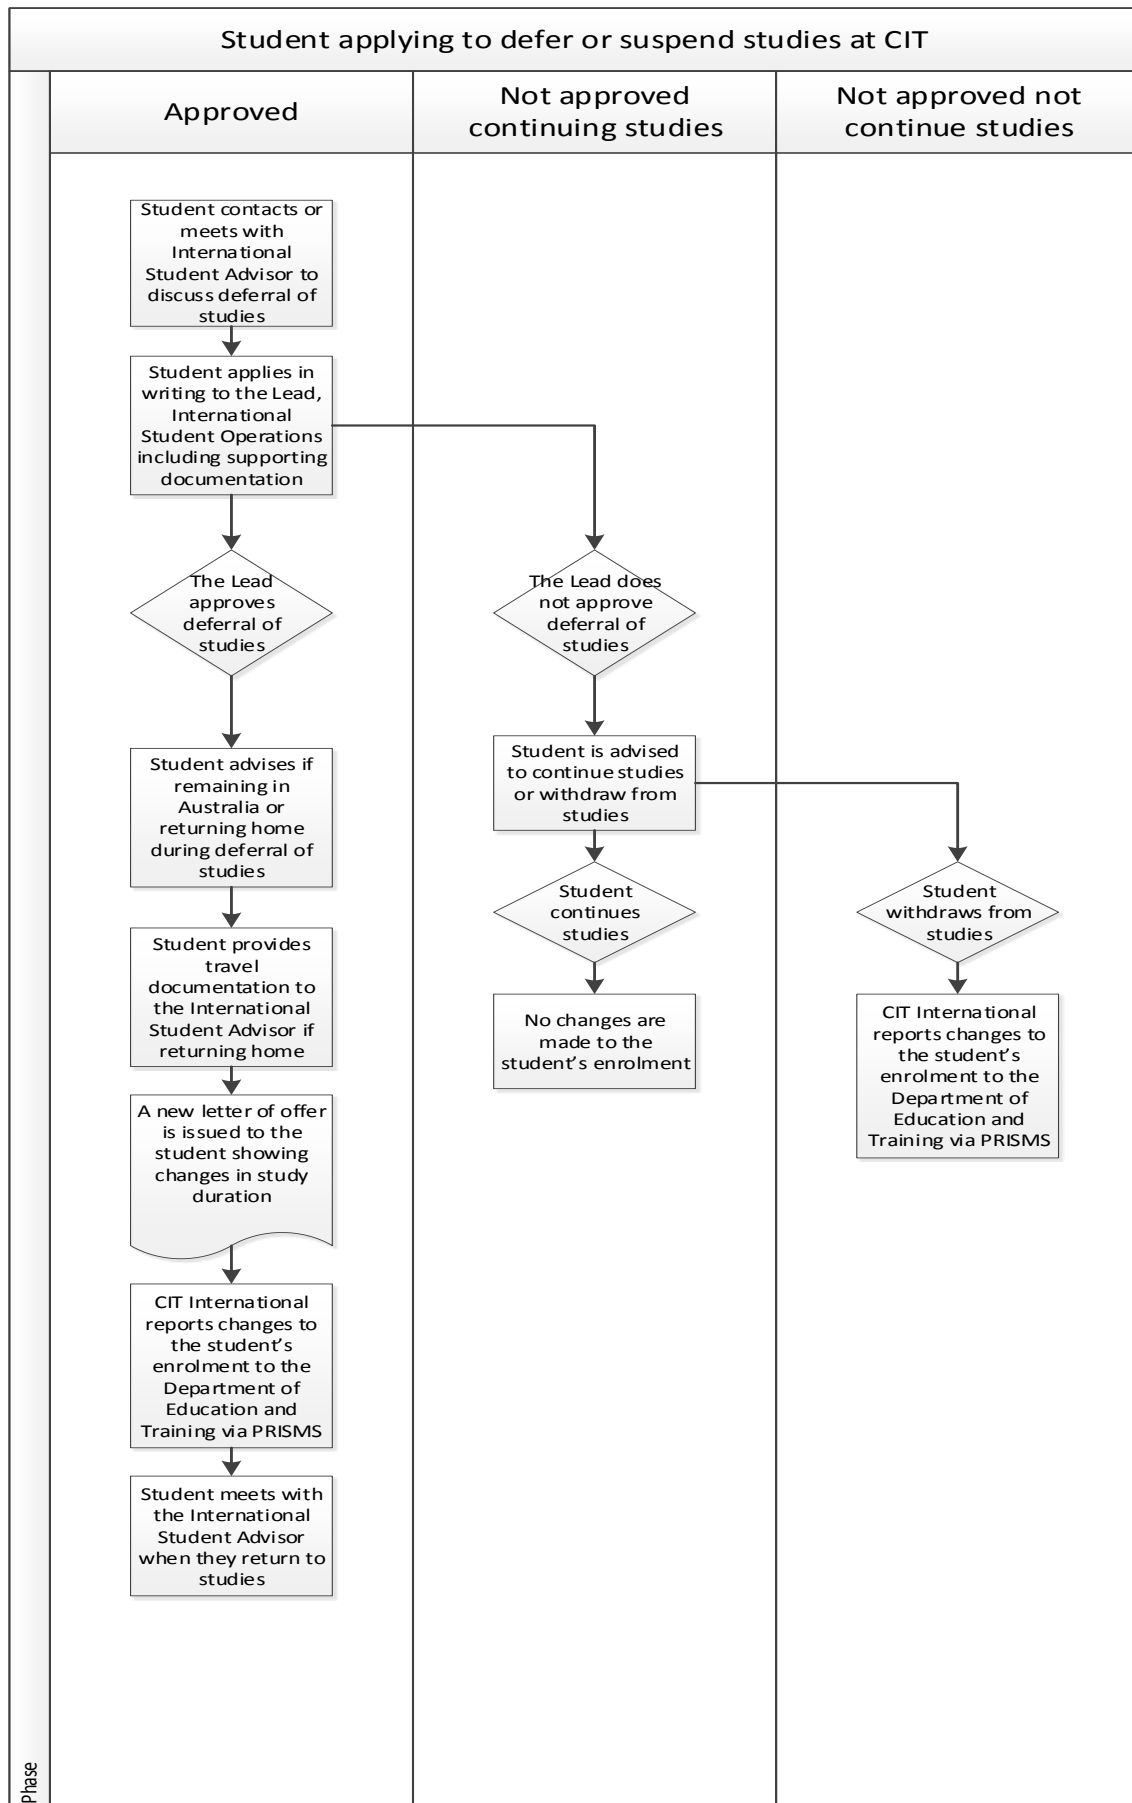 Student applying to defer or suspend studies at CIT
Approved
Not approved
continuing studies
Not approved not
continue studies
Student contacts or
meets with
International
Student Advisor to
discuss deferral of
studies
Student applies in
writing to the Lead,
International
Student Operations
including supporting
documentation
The Lead
approves
deferral of
studies
The Lead does
not approve
deferral of
studies
Student advises if
remaining in
Australia or
returning home
during deferral of
studies
Student is advised
to continue studies
or withdraw from
studies
Student
continues
studies
Student
withdraws from
studies
Student provides
travel
documentation to
the International
Student Advisor if
returning home
No changes are
made to the
student’s enrolment
CIT International
reports changes to
the student’s
enrolment to the
Department of
Education and
Training via PRISMS
A new letter of offer
is issued to the
student showing
changes in study
duration
CIT International
reports changes to
the student’s
enrolment to the
Department of
Education and
Training via PRISMS
Student meets with
the International
Student Advisor
when they return to
studies
Phase